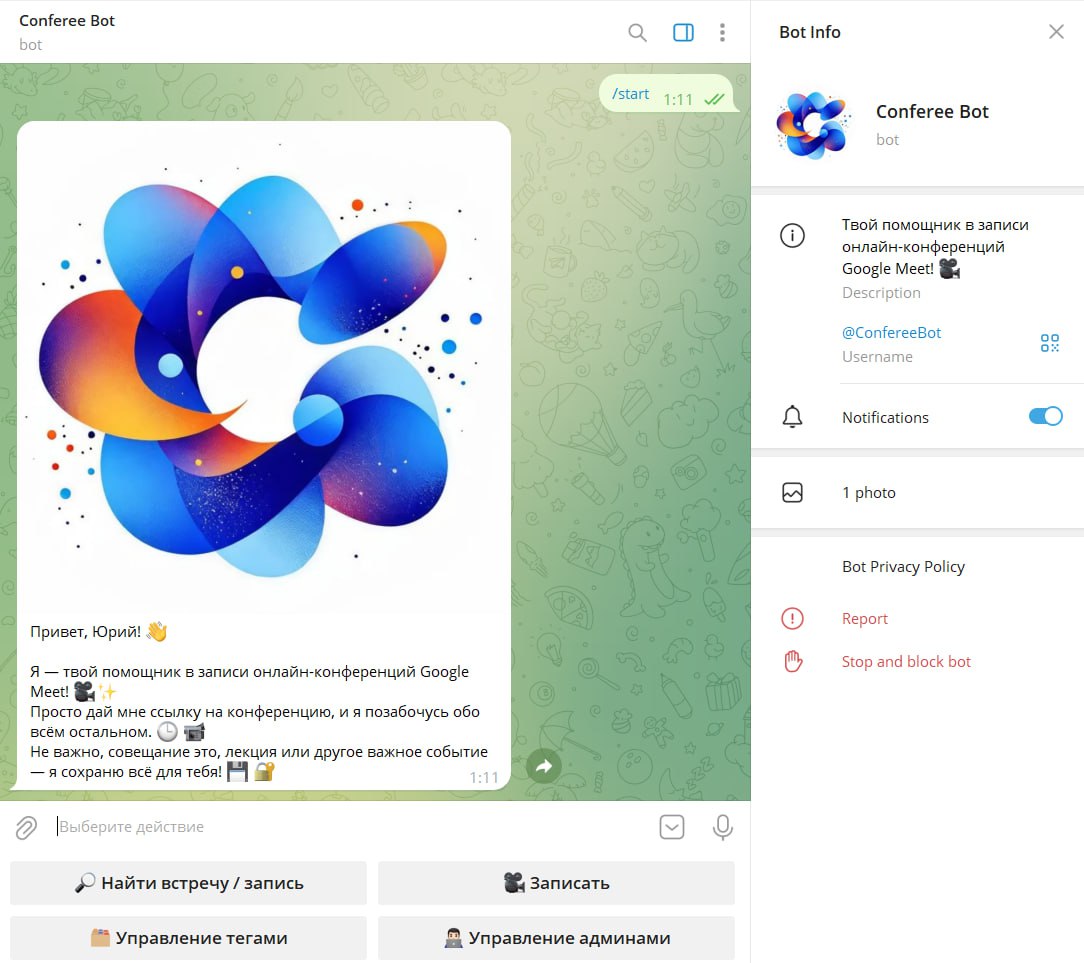 Conferee Bot
bot
/start 1:11
Привет, Юрий! 👋
Я — твой помощник в записи онлайн-конференций Google
Meet! 🎥✨
Просто дай мне ссылку на конференцию, и я позабочусь обо
всём остальном. 🕒 📹
Не важно, совещание это, лекция или другое важное событие
— я сохраню всё для тебя! 💾 🔐
1:11
Выберите действие
🔎 Найти встречу / запись
🎥 Записать
🗂 Управление тегами
👨🏻‍💻 Управление админами
Bot Info
Conferee Bot
bot
Твой помощник в записи
онлайн-конференций
Google Meet! 🎥
Description
@ConfereeBot
Username
Notifications
1 photo
Bot Privacy Policy
Report
Stop and block bot